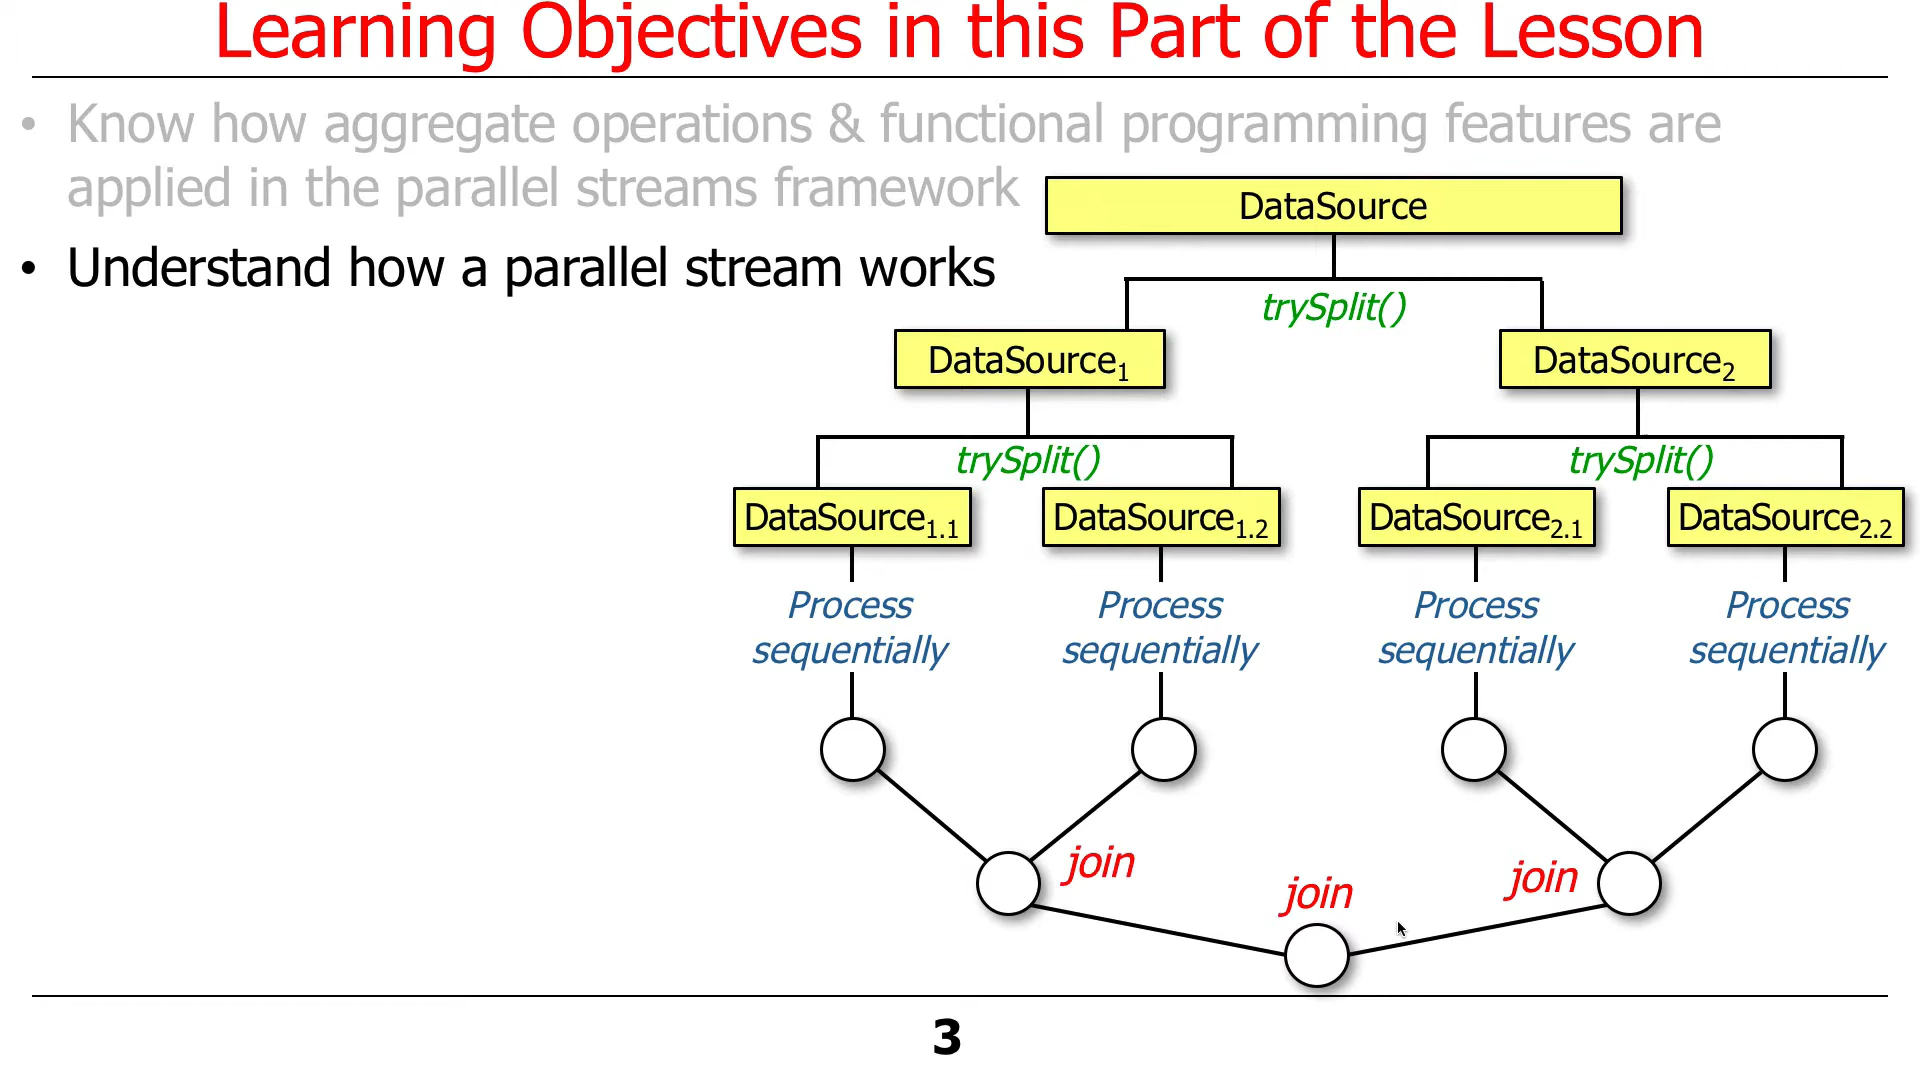 Learning Objectives in this Part of the Lesson
• Know how aggregate operations & functional programming features are
applied in the parallel streams framework
• Understand how a parallel stream works
DataSource
trySplit()
DataSource1
DataSource2
trySplit()
trySplit()
DataSource1.1
DataSource1.2
DataSource2.1
DataSource2.2
Process
sequentially
Process
sequentially
Process
sequentially
Process
sequentially
join
join
join
3